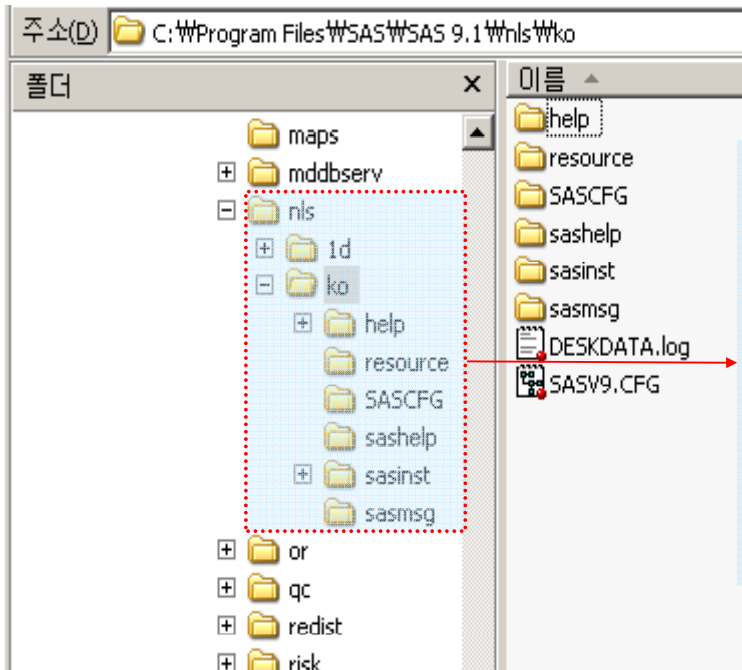 주소(D) C:₩Program Files₩SAS₩SAS 9.1₩nls₩ko
폴더
maps
mddbserv
nls
1d
ko
help
resource
SASCFG
sashelp
sasinst
sasmsg
or
qc
redist
risk
이름
help
resource
SASCFG
sashelp
sasinst
sasmsg
DESKDATA.log
SASV9.CFG